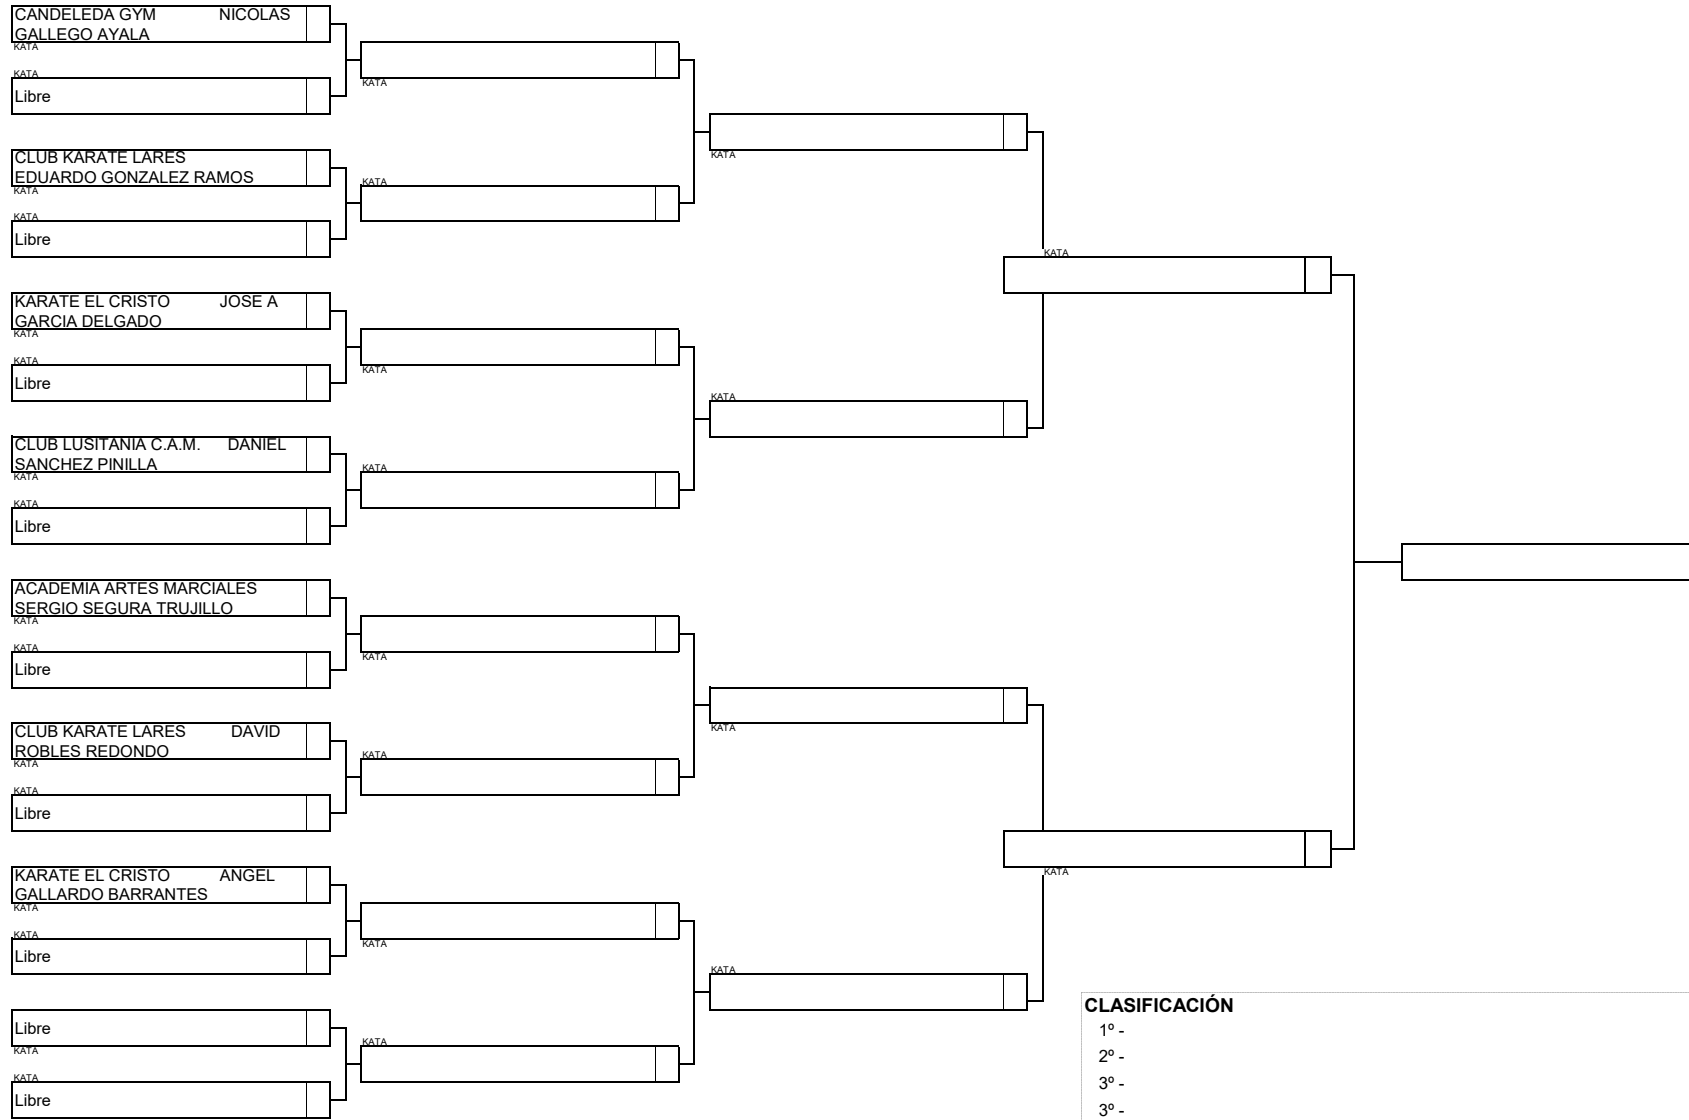 CANDELEDA GYM NICOLAS
GALLEGO AYALA
KATA
KATA
Libre
CLUB KARATE LARES
EDUARDO GONZALEZ RAMOS
KATA
KATA
Libre
KARATE EL CRISTO JOSE A
GARCIA DELGADO
KATA
KATA
Libre
CLUB LUSITANIA C.A.M. DANIEL
SANCHEZ PINILLA
KATA
KATA
Libre
ACADEMIA ARTES MARCIALES
SERGIO SEGURA TRUJILLO
KATA
KATA
Libre
CLUB KARATE LARES DAVID
ROBLES REDONDO
KATA
KATA
Libre
KARATE EL CRISTO ANGEL
GALLARDO BARRANTES
KATA
KATA
Libre
Libre
KATA
KATA
Libre
KATA
KATA
KATA
KATA
KATA
KATA
KATA
KATA
KATA
KATA
KATA
KATA
KATA
KATA
CLASIFICACIÓN
1º -
2º -
3º -
3º -